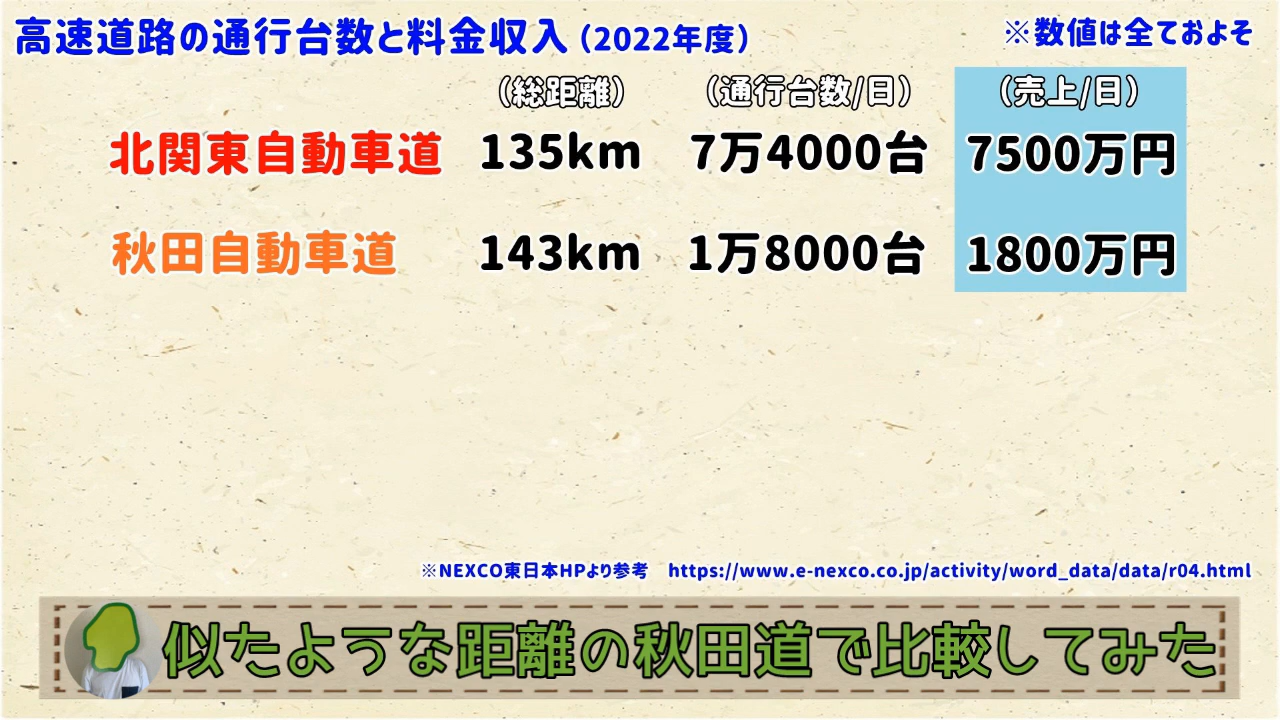 高速道路の通行台数と料金収入（2022年度）
※数値は全ておよそ
（総距離）（通行台数/日）（売上/日）
北関東自動車道 135km 7万4000台 7500万円
秋田自動車道 143km 1万8000台 1800万円
※NEXCO東日本HPより参考 https://www.e-nexco.co.jp/activity/word_data/data/r04.html
似たような距離の秋田道で比較してみた